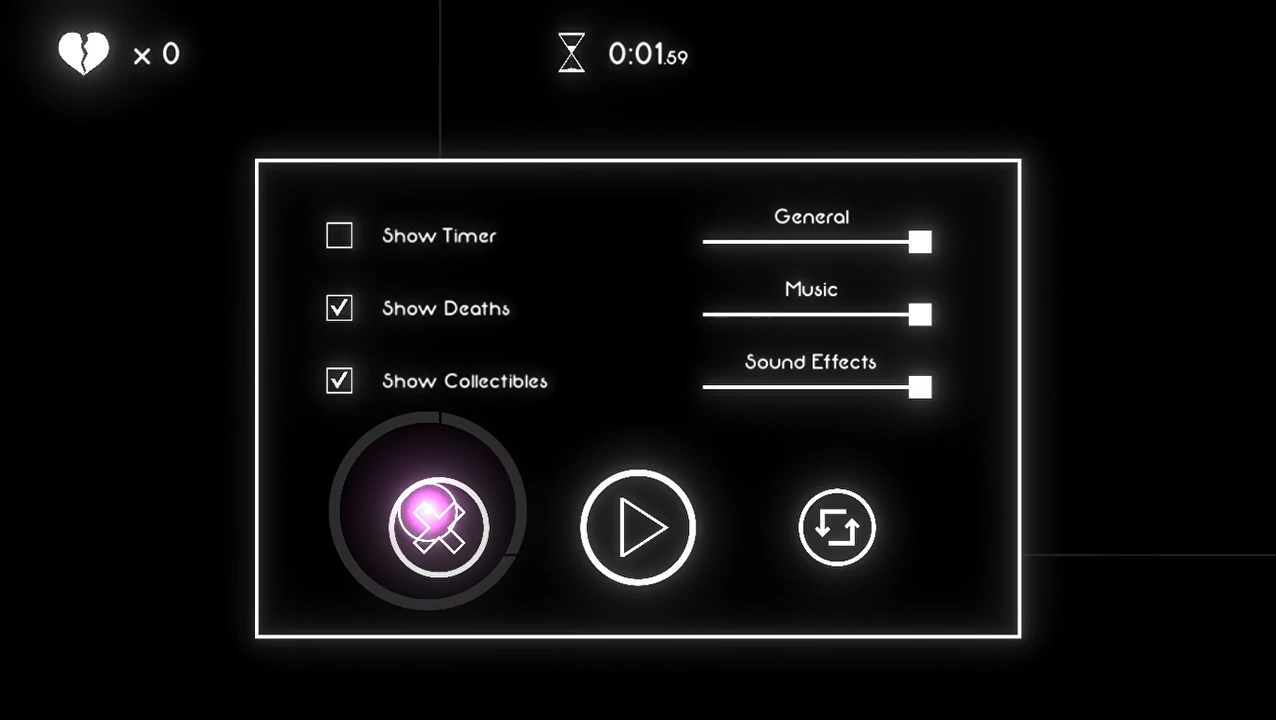 x 0
0:01.59
Show Timer
General
Show Deaths
Music
Show Collectibles
Sound Effects